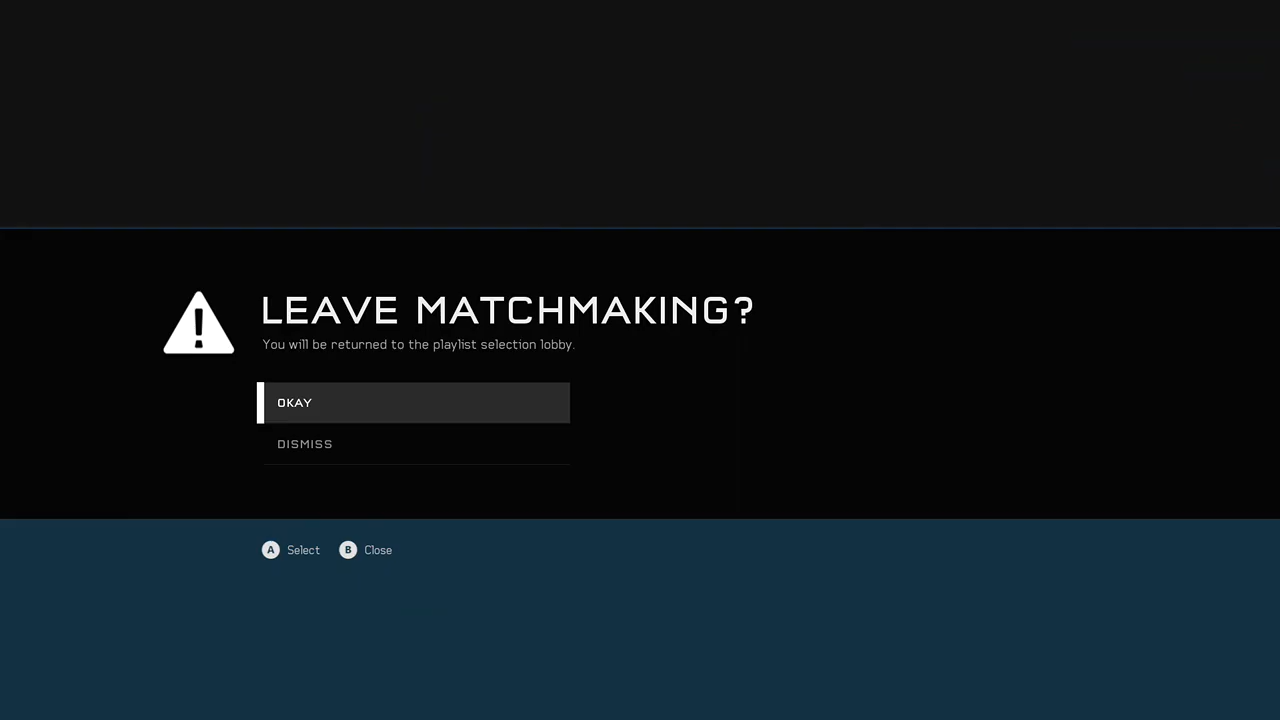 LEAVE MATCHMAKING?
You will be returned to the playlist selection lobby.
OKAY
DISMISS
A Select B Close